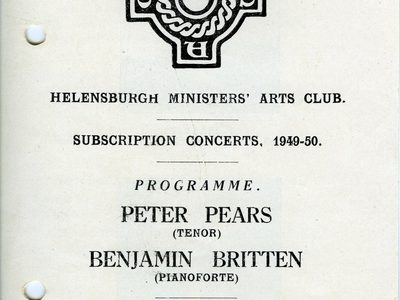 HELENSBURGH MINISTERS' ARTS CLUB.
SUBSCRIPTION CONCERTS, 1949-50.
PROGRAMME.
PETER PEARS
(TENOR)
BENJAMIN BRITTEN
(PIANOFORTE)